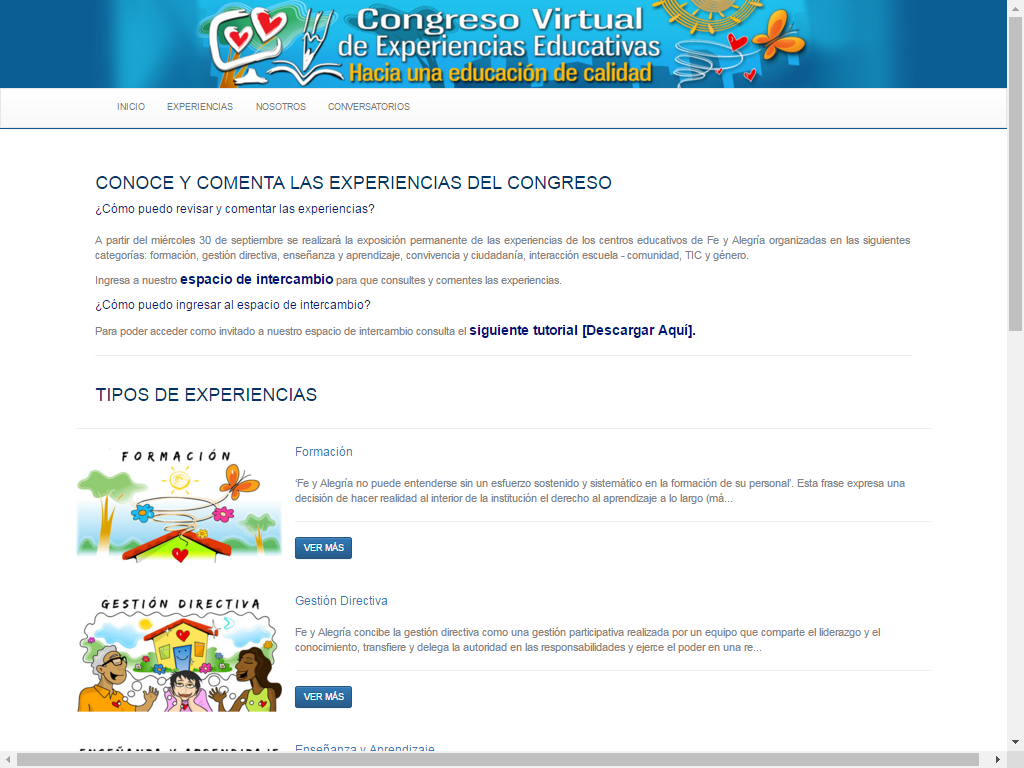 Congreso Virtual
de Experiencias Educativas
Hacia una educación de calidad
INICIO EXPERIENCIAS NOSOTROS CONVERSATORIOS
CONOCE Y COMENTA LAS EXPERIENCIAS DEL CONGRESO
¿Cómo puedo revisar y comentar las experiencias?
A partir del miércoles 30 de septiembre se realizará la exposición permanente de las experiencias de los centros educativos de Fe y Alegría organizadas en las siguientes
categorías: formación, gestión directiva, enseñanza y aprendizaje, convivencia y ciudadanía, interacción escuela - comunidad, TIC y género.
Ingresa a nuestro espacio de intercambio para que consultes y comentes las experiencias.
¿Cómo puedo ingresar al espacio de intercambio?
Para poder acceder como invitado a nuestro espacio de intercambio consulta el siguiente tutorial [Descargar Aquí].
TIPOS DE EXPERIENCIAS
FORMACIÓN
Formación
'Fe y Alegría no puede entenderse sin un esfuerzo sostenido y sistemático en la formación de su personal'. Esta frase expresa una
decisión de hacer realidad al interior de la institución el derecho al aprendizaje a lo largo (má...
VER MÁS
GESTIÓN DIRECTIVA
Gestión Directiva
Fe y Alegría concibe la gestión directiva como una gestión participativa realizada por un equipo que comparte el liderazgo y el
conocimiento, transfiere y delega la autoridad en las responsabilidades y ejerce el poder en una re...
VER MÁS
ENSEÑANZA Y APRENDIZAJE
Enseñanza y Aprendizaje